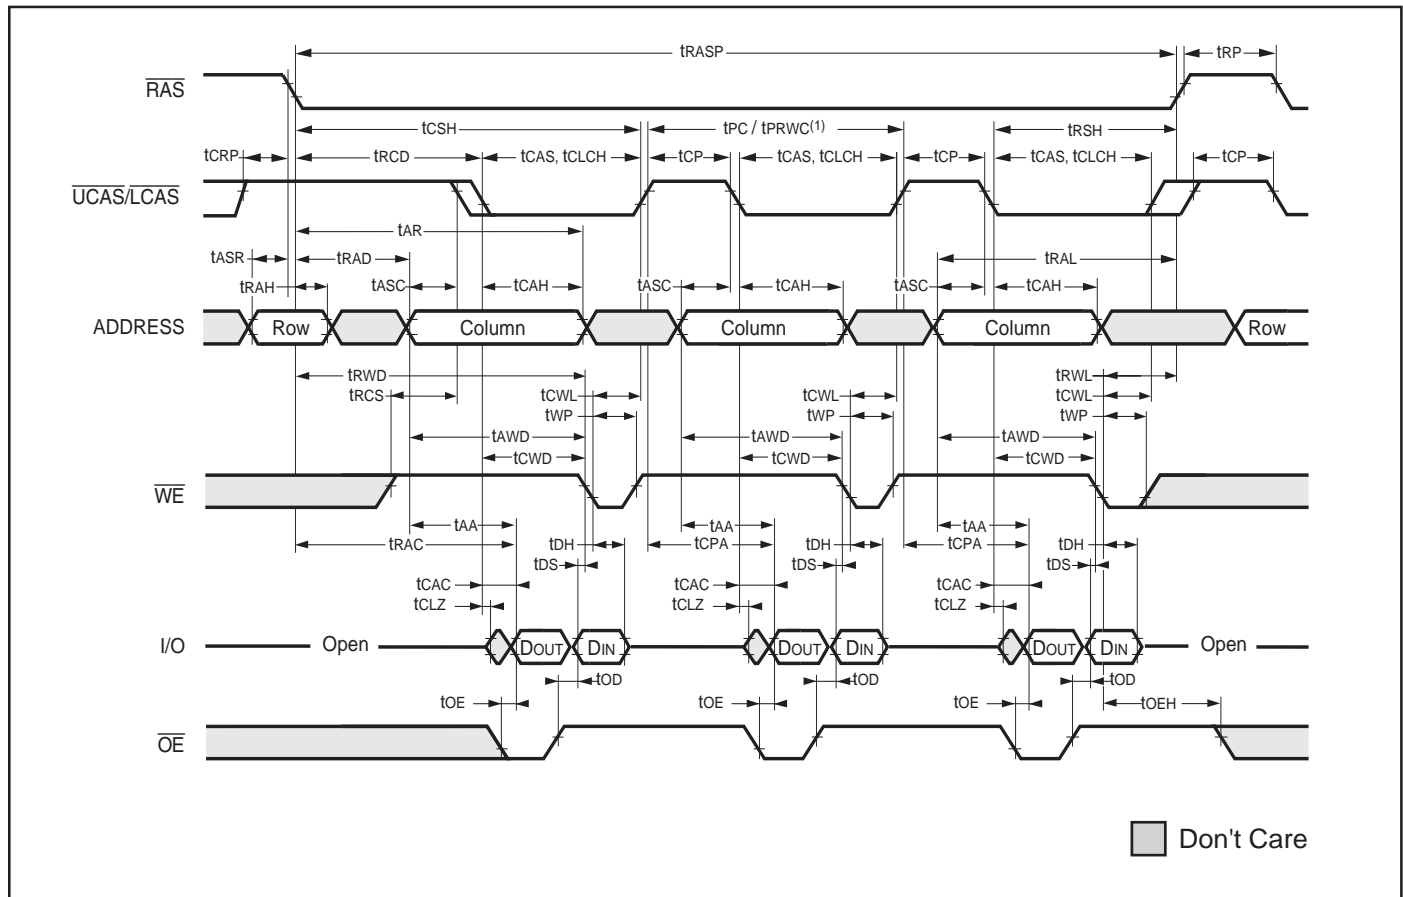 tRASP tRP
RAS
tCSH tPC / tPRWC(1) tRSH
tCRP tRCD tCAS, tCLCH tCP tCAS, tCLCH tCP tCAS, tCLCH tCP
UCAS/LCAS
tAR
tASR tRAD tRAL
tRAH tASC tCAH tASC tCAH tASC tCAH
ADDRESS Row Column Column Column Row
tRWD tRWL
tRCS tCWL tCWL tCWL
tWP tWP tWP
tAWD tAWD tAWD
tCWD tCWD tCWD
WE
tAA tAA tAA
tRAC tDH tCPA tDH tCPA tDH
tDS tDS tDS
tCAC tCAC tCAC
tCLZ tCLZ tCLZ
I/O Open DOUT DIN DOUT DIN DOUT DIN Open
tOD tOD tOD
tOE tOE tOE tOEH
OE
Don't Care